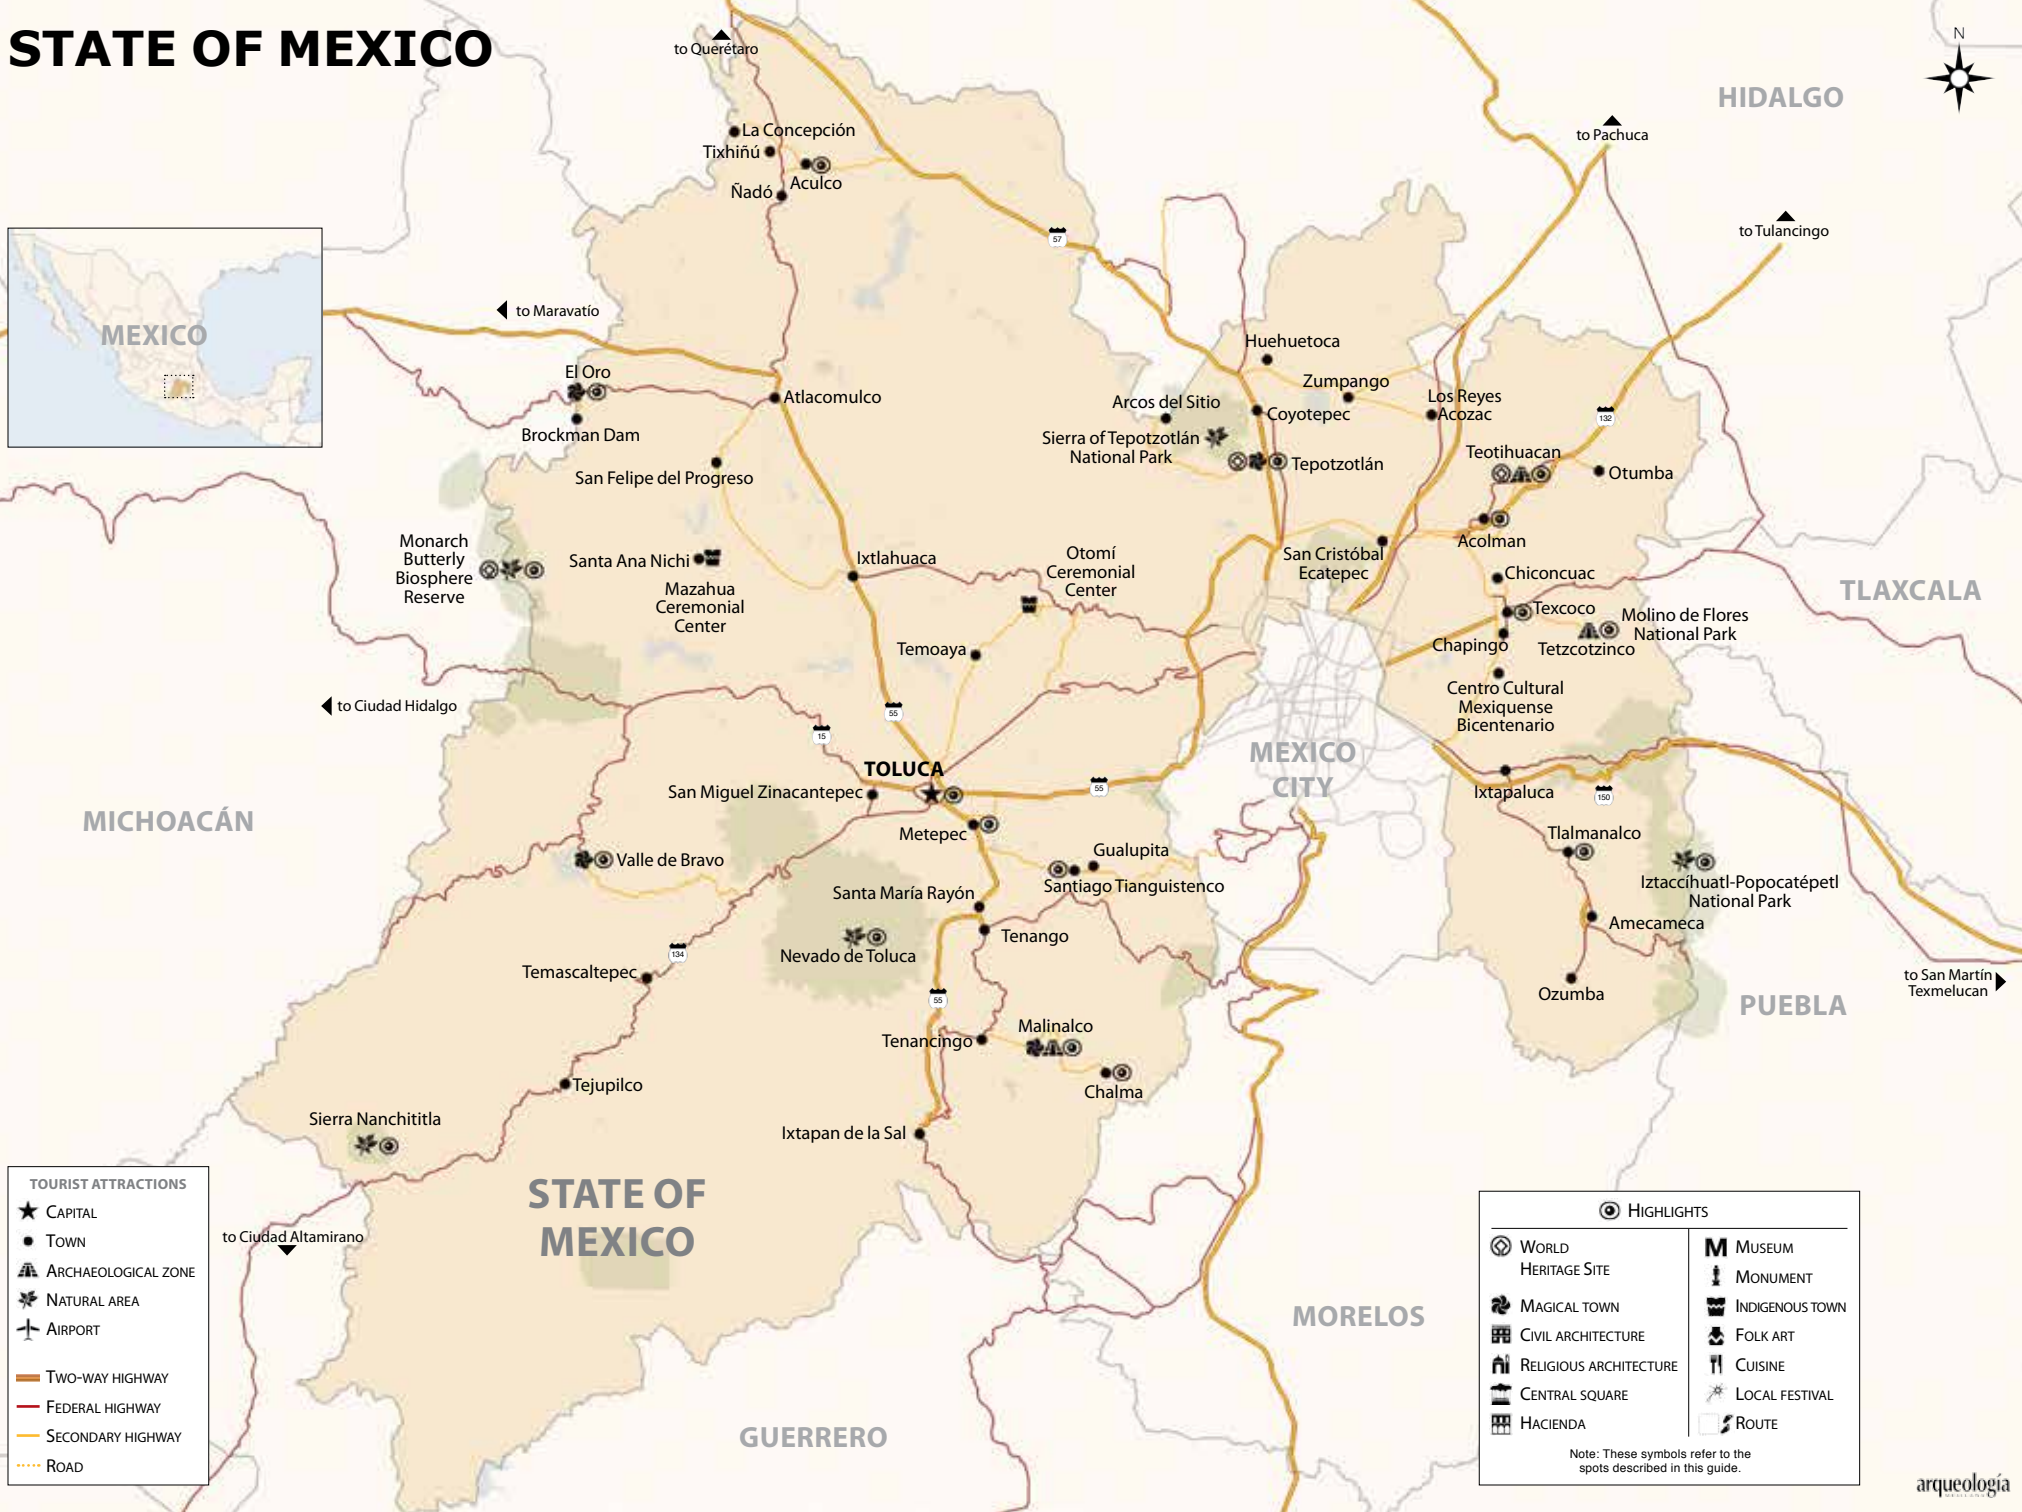 STATE OF MEXICO
N
to Querétaro
HIDALGO
to Pachuca
to Tulancingo
La Concepción
Tixhiñú
Aculco
Ñadó
57
MEXICO
to Maravatío
El Oro
Brockman Dam
Atlacomulco
San Felipe del Progreso
Huehuetoca
Zumpango
Los Reyes
Acozac
Arcos del Sitio
Coyotepec
Sierra of Tepotzotlán
National Park
Tepotzotlán
132
Teotihuacan
Otumba
Acolman
Monarch
Butterly
Biosphere
Reserve
Santa Ana Nichi
Mazahua
Ceremonial
Center
Ixtlahuaca
Otomí
Ceremonial
Center
San Cristóbal
Ecatepec
Chiconcuac
TLAXCALA
Texcoco
Molino de Flores
National Park
Chapingo
Tetzcotzinco
Temoaya
Centro Cultural
Mexiquense
Bicentenario
to Ciudad Hidalgo
55
15
MEXICO
CITY
TOLUCA
San Miguel Zinacantepec
55
Ixtapaluca
150
MICHOACÁN
Metepec
Tlalmanalco
Valle de Bravo
Gualupita
Santiago Tianguistenco
Iztaccíhuatl-Popocatépetl
National Park
Santa María Rayón
Amecameca
Tenango
134
Nevado de Toluca
Temascaltepec
55
Ozumba
to San Martín
Texmelucan
PUEBLA
Malinalco
Tenancingo
Chalma
Tejupilco
Sierra Nanchititla
Ixtapan de la Sal
STATE OF
MEXICO
to Ciudad Altamirano
MORELOS
GUERRERO
TOURIST ATTRACTIONS
CAPITAL
TOWN
ARCHAEOLOGICAL ZONE
NATURAL AREA
AIRPORT
TWO-WAY HIGHWAY
FEDERAL HIGHWAY
SECONDARY HIGHWAY
ROAD
HIGHLIGHTS
WORLD
HERITAGE SITE
MAGICAL TOWN
CIVIL ARCHITECTURE
RELIGIOUS ARCHITECTURE
CENTRAL SQUARE
HACIENDA
M MUSEUM
MONUMENT
INDIGENOUS TOWN
FOLK ART
CUISINE
LOCAL FESTIVAL
ROUTE
Note: These symbols refer to the
spots described in this guide.
arqueología